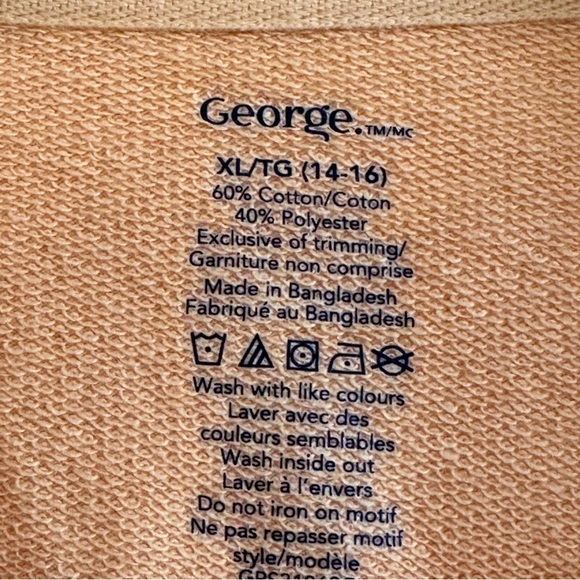 George.TM/MC
XL/TG (14-16)
60% Cotton/Coton
40% Polyester
Exclusive of trimming/
Garniture non comprise
Made in Bangladesh
Fabriqué au Bangladesh
Wash with like colours
Laver avec des
couleurs semblables
Wash inside out
Laver à l'envers
Do not iron on motif
Ne pas repasser motif
style/modèle